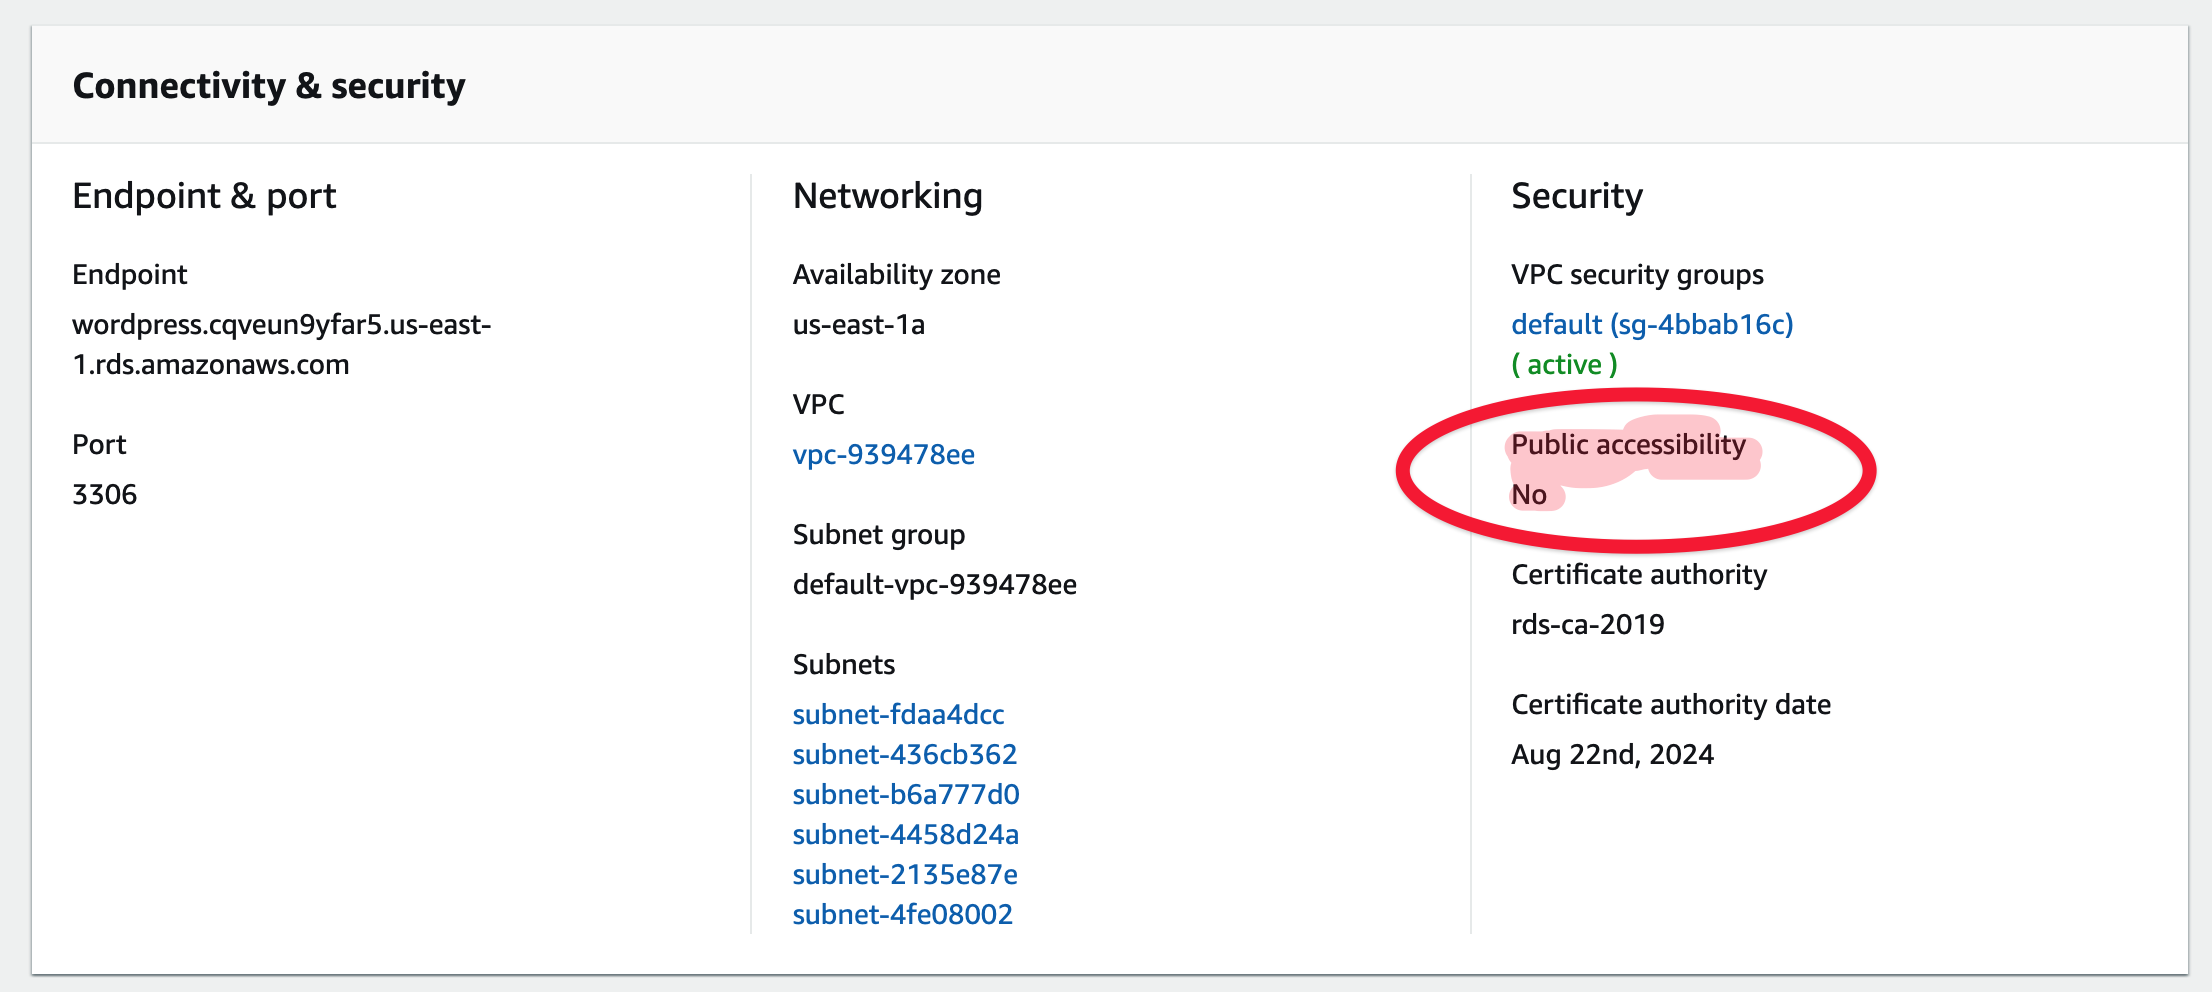 Connectivity & security
Endpoint & port
Endpoint
wordpress.cqveun9yfar5.us-east-
1.rds.amazonaws.com
Port
3306
Networking
Availability zone
us-east-1a
VPC
vpc-939478ee
Subnet group
default-vpc-939478ee
Subnets
subnet-fdaa4dcc
subnet-436cb362
subnet-b6a777d0
subnet-4458d24a
subnet-2135e87e
subnet-4fe08002
Security
VPC security groups
default (sg-4bbab16c)
( active )
Public accessibility
No
Certificate authority
rds-ca-2019
Certificate authority date
Aug 22nd, 2024